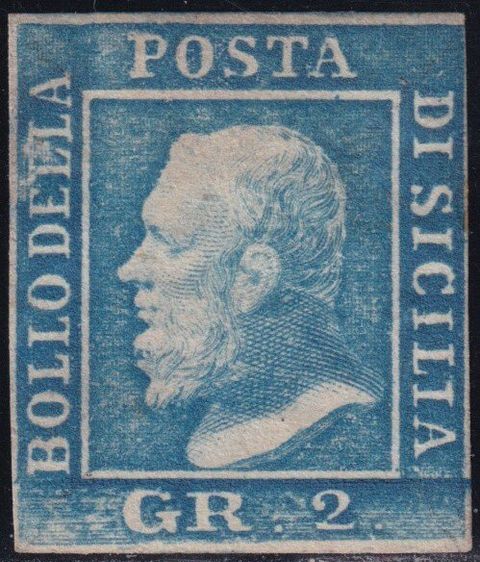 BOLLO DELLA
POSTA
DI SICILIA
GR. 2.